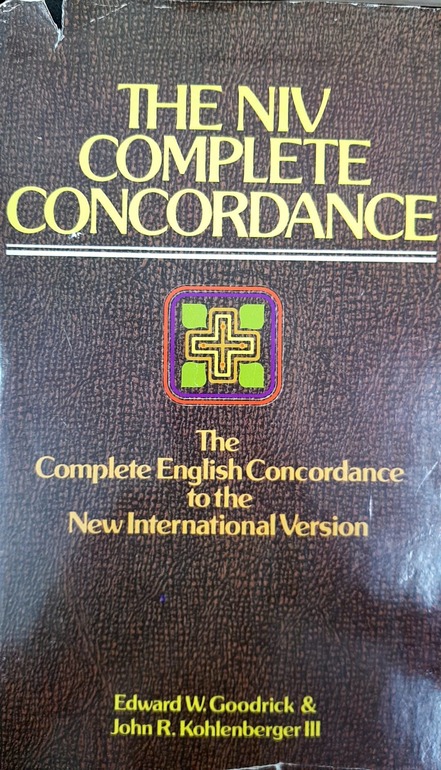 THE NIV
COMPLETE
CONCORDANCE
The
Complete English Concordance
to the
New International Version
Edward W. Goodrick &
John R. Kohlenberger III